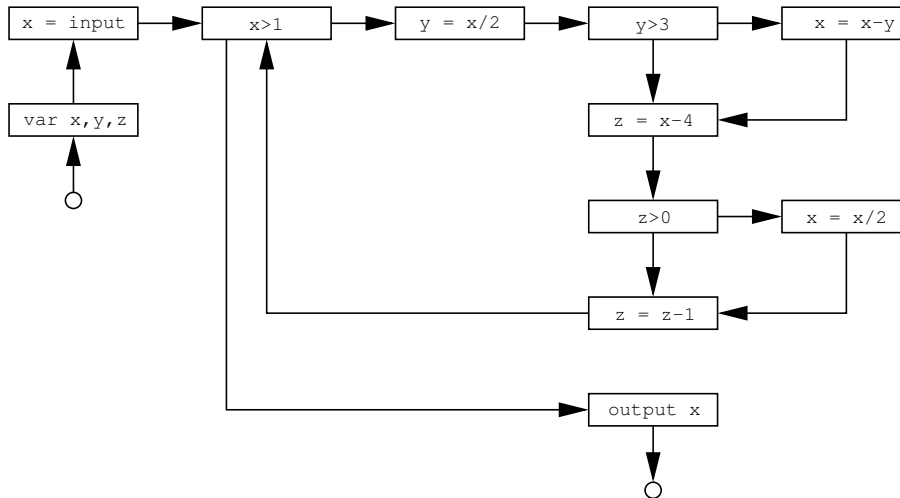 x = input
x>1
y = x/2
y>3
x = x-y
var x,y,z
z = x-4
z>0
x = x/2
z = z-1
output x